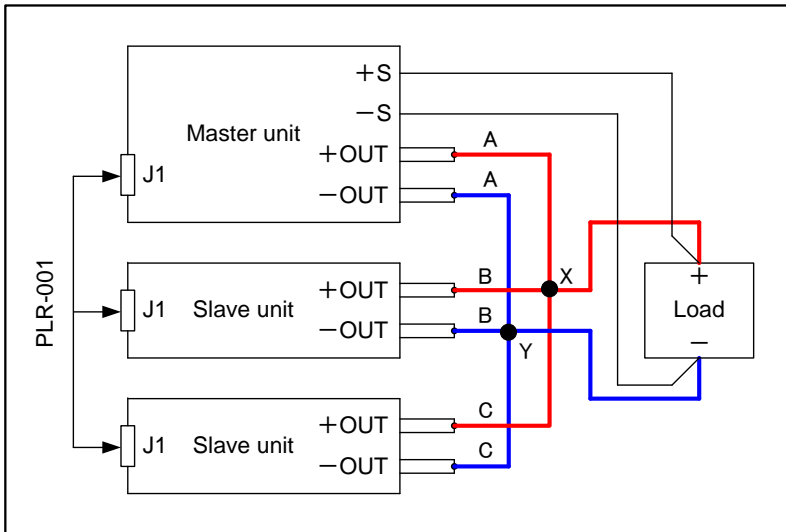 +S
−S
Master unit
+OUT
A
J1
−OUT
A
PLR-001
+OUT
B
X
J1
Slave unit
−OUT
B
Y
+
Load
−
+OUT
C
J1
Slave unit
−OUT
C